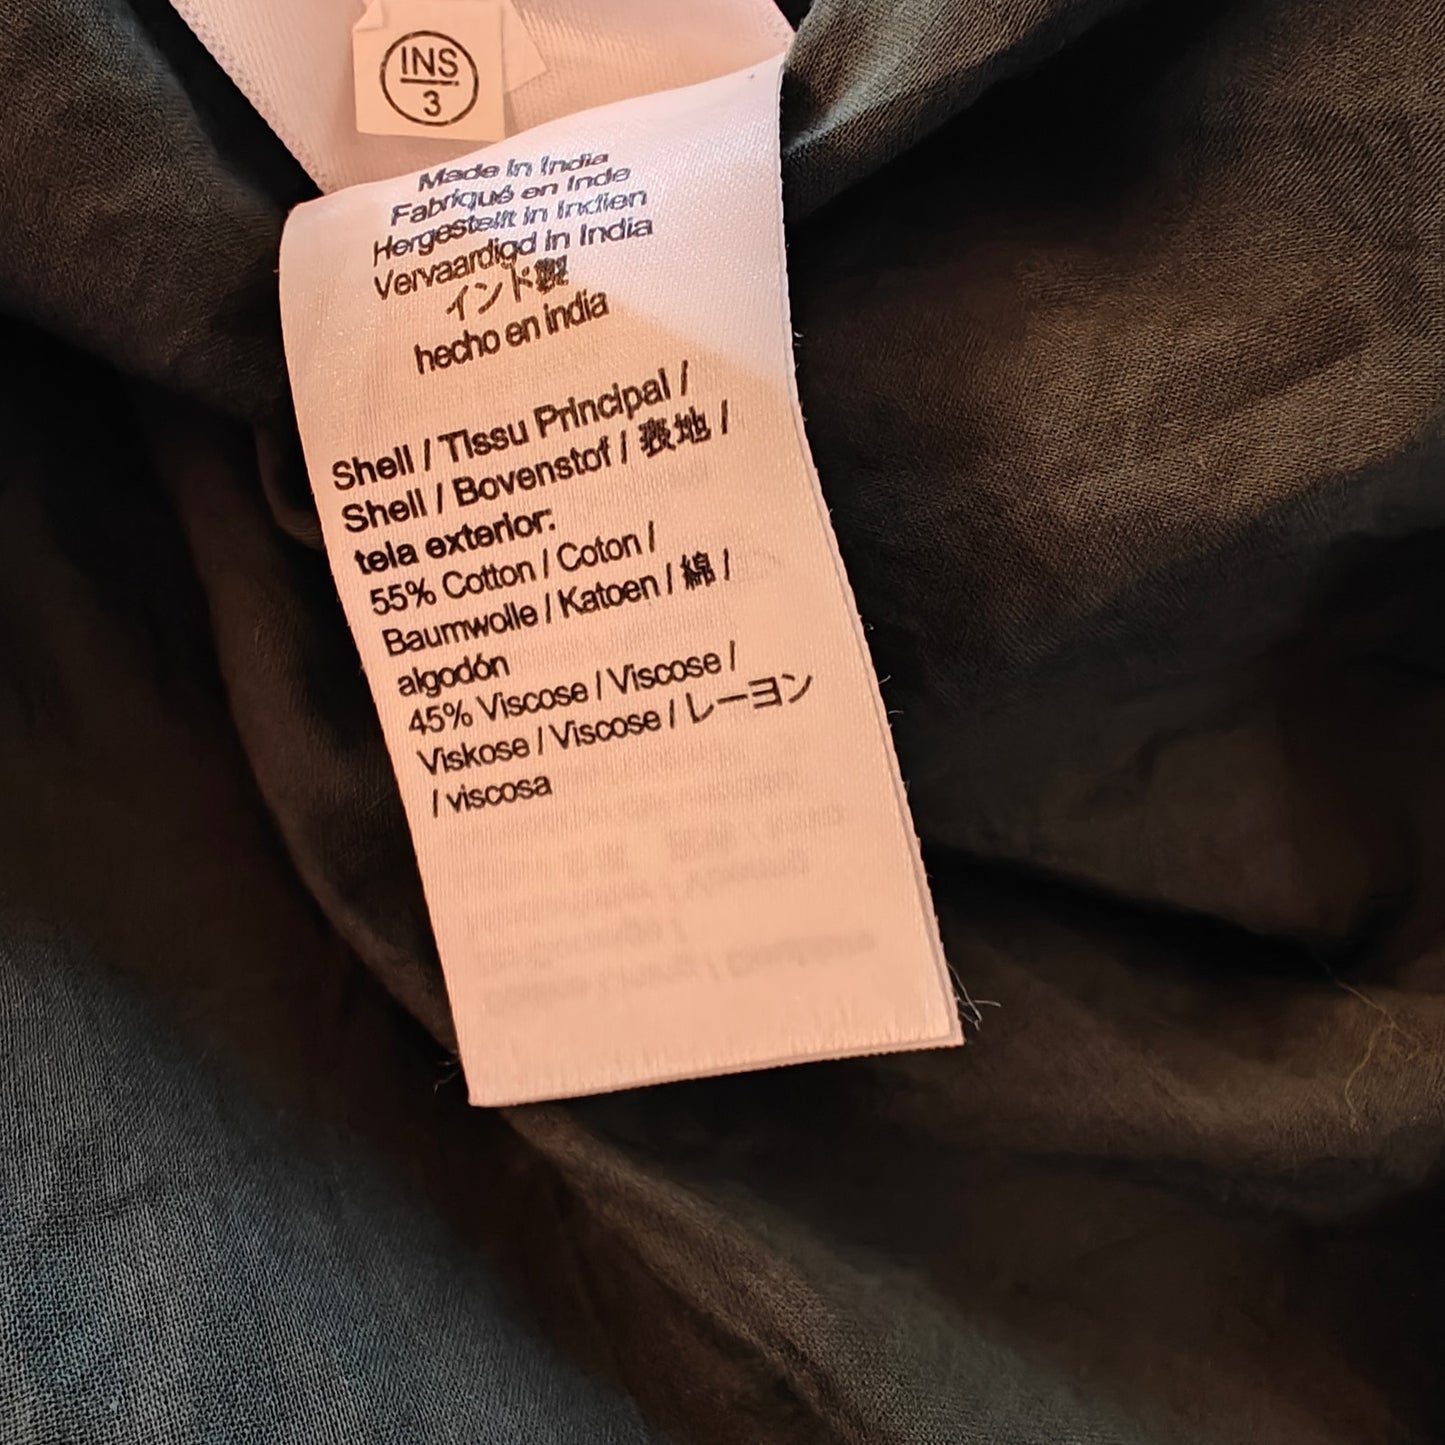 INS
3
Made in India
Fabriqué en Inde
Hergestellt in Indien
Vervaardigd in India
インド製
hecho en india
Shell / Tissu Principal /
Shell / Bovenstof / 表地 /
tela exterior:
55% Cotton / Coton /
Baumwolle / Katoen / 綿 /
algodón
45% Viscose / Viscose /
Viskose / Viscose / レーヨン
/ viscosa